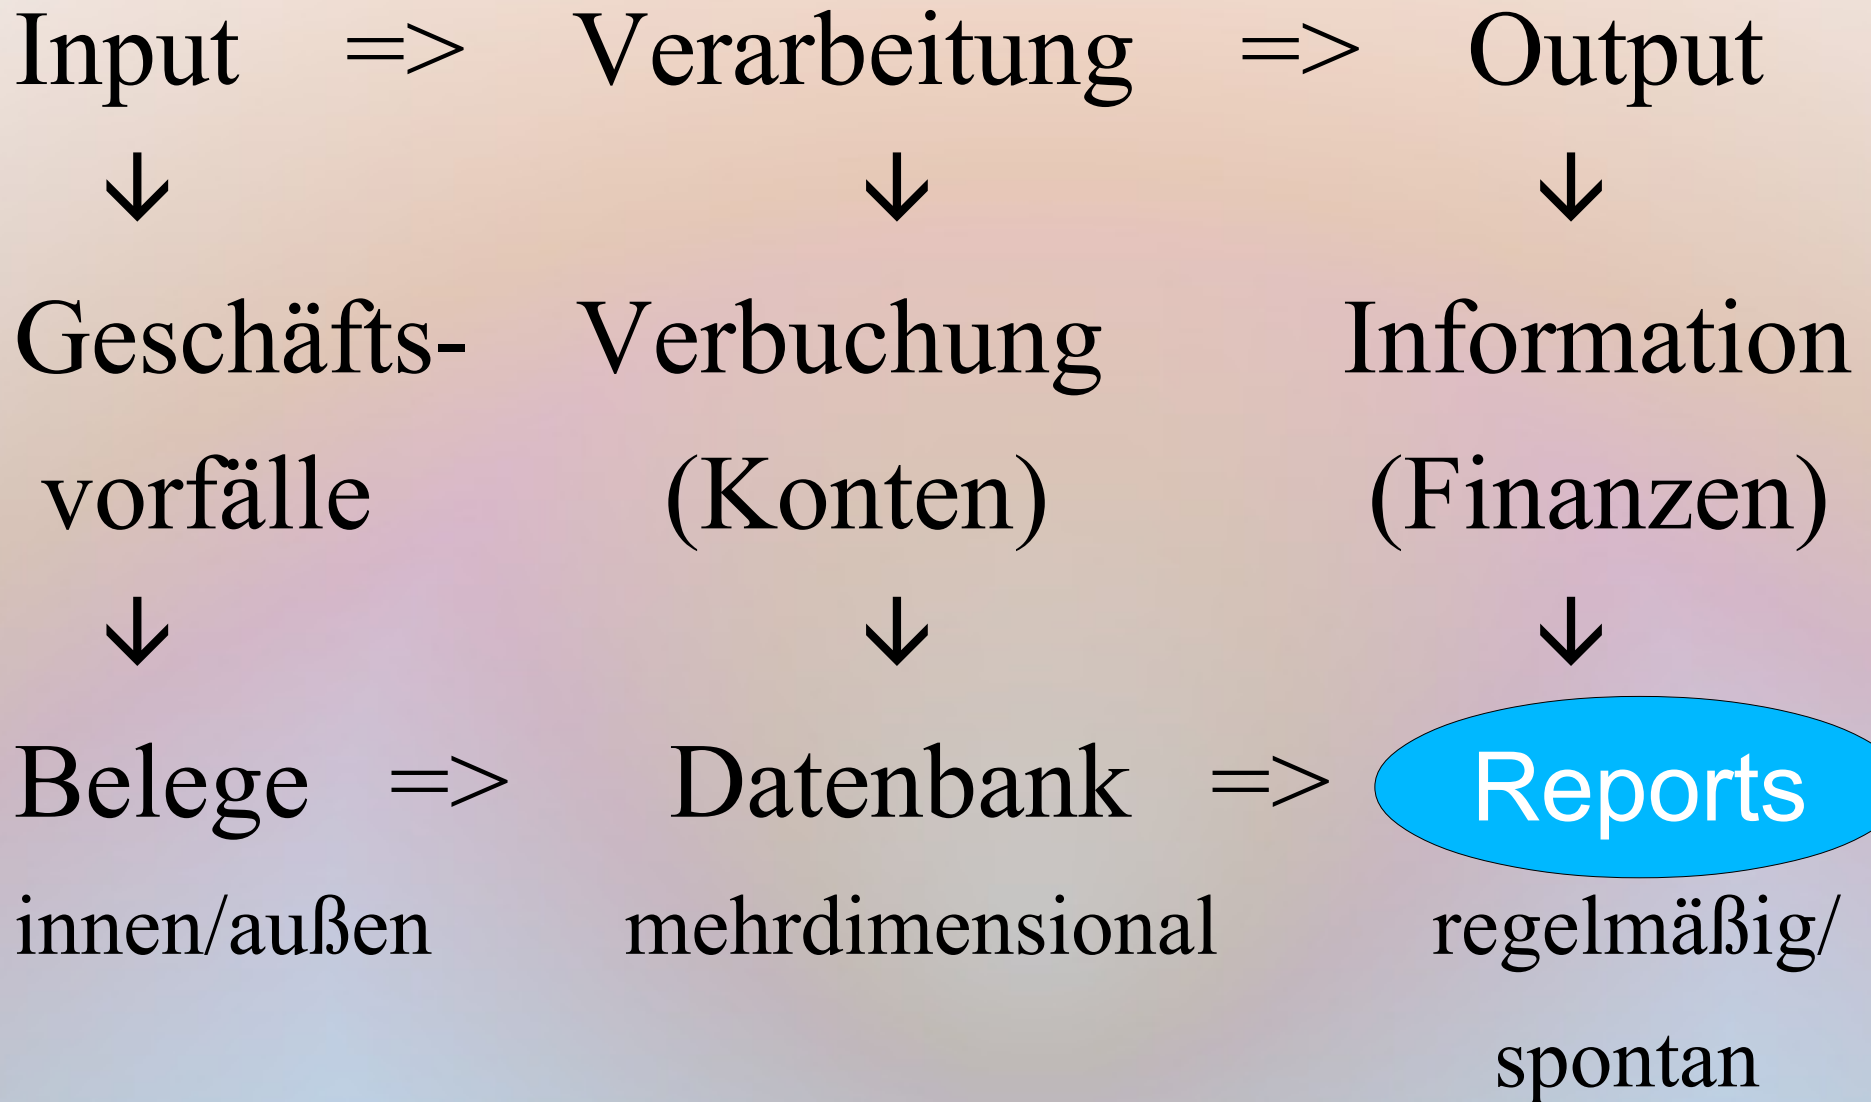 Input => Verarbeitung => Output
↓ ↓ ↓
Geschäfts- Verbuchung Information
vorfälle (Konten) (Finanzen)
↓ ↓ ↓
Belege => Datenbank => Reports
innen/außen mehrdimensional regelmäßig/
spontan